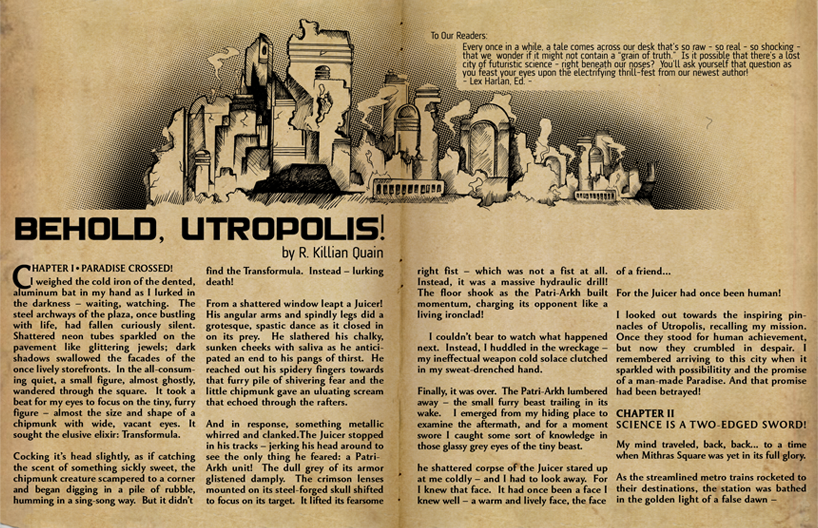 To Our Readers:
Every once in a while, a tale comes across our desk that's so raw - so real - so shocking -
that we wonder if it might not contain a "grain of truth." Is it possible that there's a lost
city of futuristic science - right beneath our noses? You'll ask yourself that question as
you feast your eyes upon the electrifying thrill-fest from our newest author!
- Lex Harlan, Ed. -
BEHOLD, UTROPOLIS!
by R. Killian Quain
CHAPTER I • PARADISE CROSSED!
I weighed the cold iron of the dented,
aluminum bat in my hand as I lurked in
the darkness – waiting, watching. The
steel archways of the plaza, once bustling
with life, had fallen curiously silent.
Shattered neon tubes sparkled on the
pavement like glittering jewels; dark
shadows swallowed the facades of the
once lively storefronts. In the all-consum-
ing quiet, a small figure, almost ghostly,
wandered through the square. It took a
beat for my eyes to focus on the tiny, furry
figure – almost the size and shape of a
chipmunk with wide, vacant eyes. It
sought the elusive elixir: Transformula.
Cocking it's head slightly, as if catching
the scent of something sickly sweet, the
chipmunk creature scampered to a corner
and began digging in a pile of rubble,
humming in a sing-song way. But it didn't
find the Transformula. Instead – lurking
death!
From a shattered window leapt a Juicer!
His angular arms and spindly legs did a
grotesque, spastic dance as it closed in
on its prey. He slathered his chalky,
sunken cheeks with saliva as he antici-
pated an end to his pangs of thirst. He
reached out his spidery fingers towards
that furry pile of shivering fear and the
little chipmunk gave an uluating scream
that echoed through the rafters.
And in response, something metallic
whirred and clanked.The Juicer stopped
in his tracks – jerking his head around to
see the only thing he feared: a Patri-
Arkh unit! The dull grey of its armor
glistened damply. The crimson lenses
mounted on its steel-forged skull shifted
to focus on its target. It lifted its fearsome
right fist – which was not a fist at all.
Instead, it was a massive hydraulic drill!
The floor shook as the Patri-Arkh built
momentum, charging its opponent like a
living ironclad!
I couldn't bear to watch what happened
next. Instead, I huddled in the wreckage –
my ineffectual weapon cold solace clutched
in my sweat-drenched hand.
Finally, it was over. The Patri-Arkh lumbered
away – the small furry beast trailing in its
wake. I emerged from my hiding place to
examine the aftermath, and for a moment
swore I caught some sort of knowledge in
those glassy grey eyes of the tiny beast.
he shattered corpse of the Juicer stared up
at me coldly – and I had to look away. For
I knew that face. It had once been a face I
knew well – a warm and lively face, the face
of a friend...
For the Juicer had once been human!
I looked out towards the inspiring pin-
nacles of Utropolis, recalling my mission.
Once they stood for human achievement,
but now they crumbled in despair. I
remembered arriving to this city when it
sparkled with possibilitity and the promise
of a man-made Paradise. And that promise
had been betrayed!
CHAPTER II
SCIENCE IS A TWO-EDGED SWORD!
My mind traveled, back, back... to a time
when Mithras Square was yet in its full glory.
As the streamlined metro trains rocketed to
their destinations, the station was bathed
in the golden light of a false dawn –